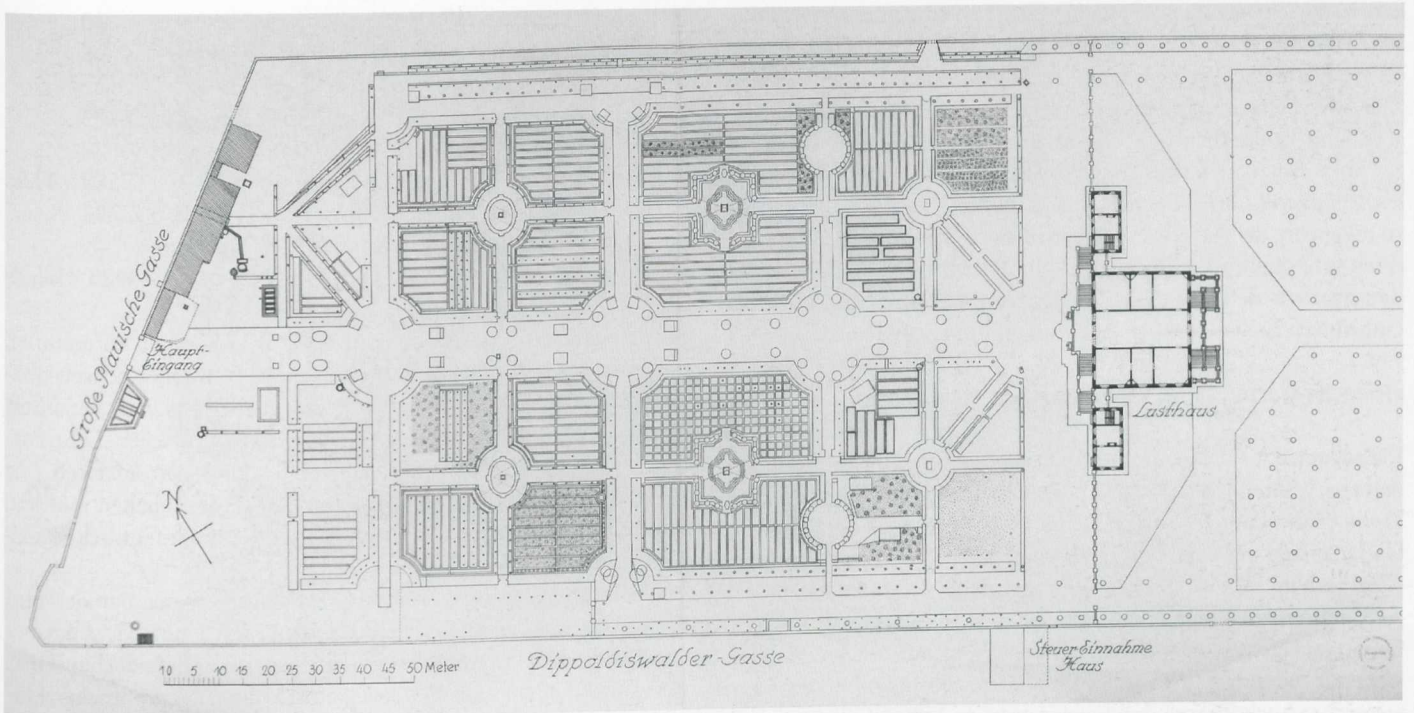 Große Plauische Gasse
Haupt-
Eingang
N
Lusthaus
10 5 10 15 20 25 30 35 40 45 50 Meter
Dippoldiswalder-Gasse
Steuer-Einnahme
Haus